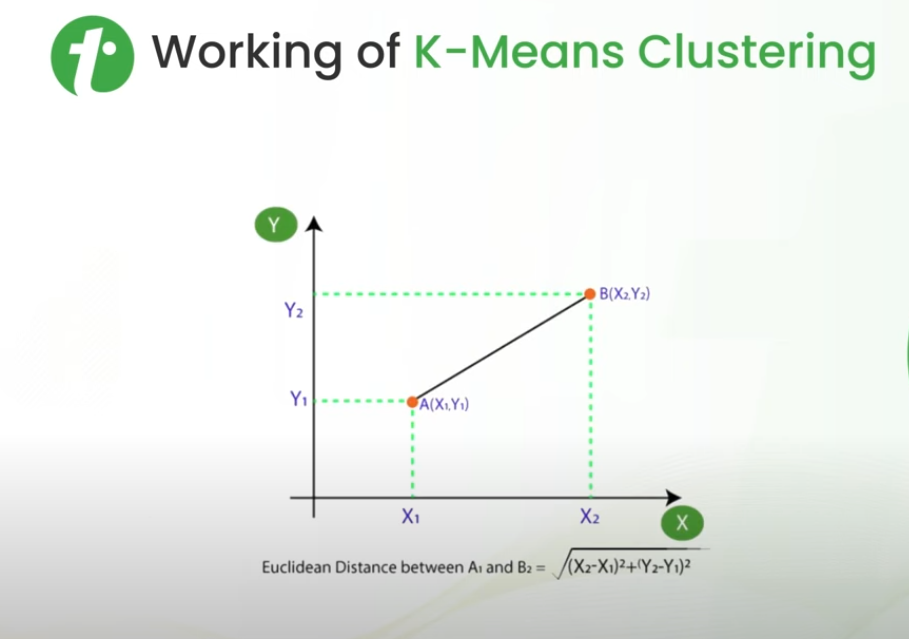 Working of K-Means Clustering
Y
B(X₂,Y₂)
Y₂
Y₁
A(X₁,Y₁)
X₁
X₂
X
Euclidean Distance between A₁ and B₂ = √(X₂-X₁)²+(Y₂-Y₁)²